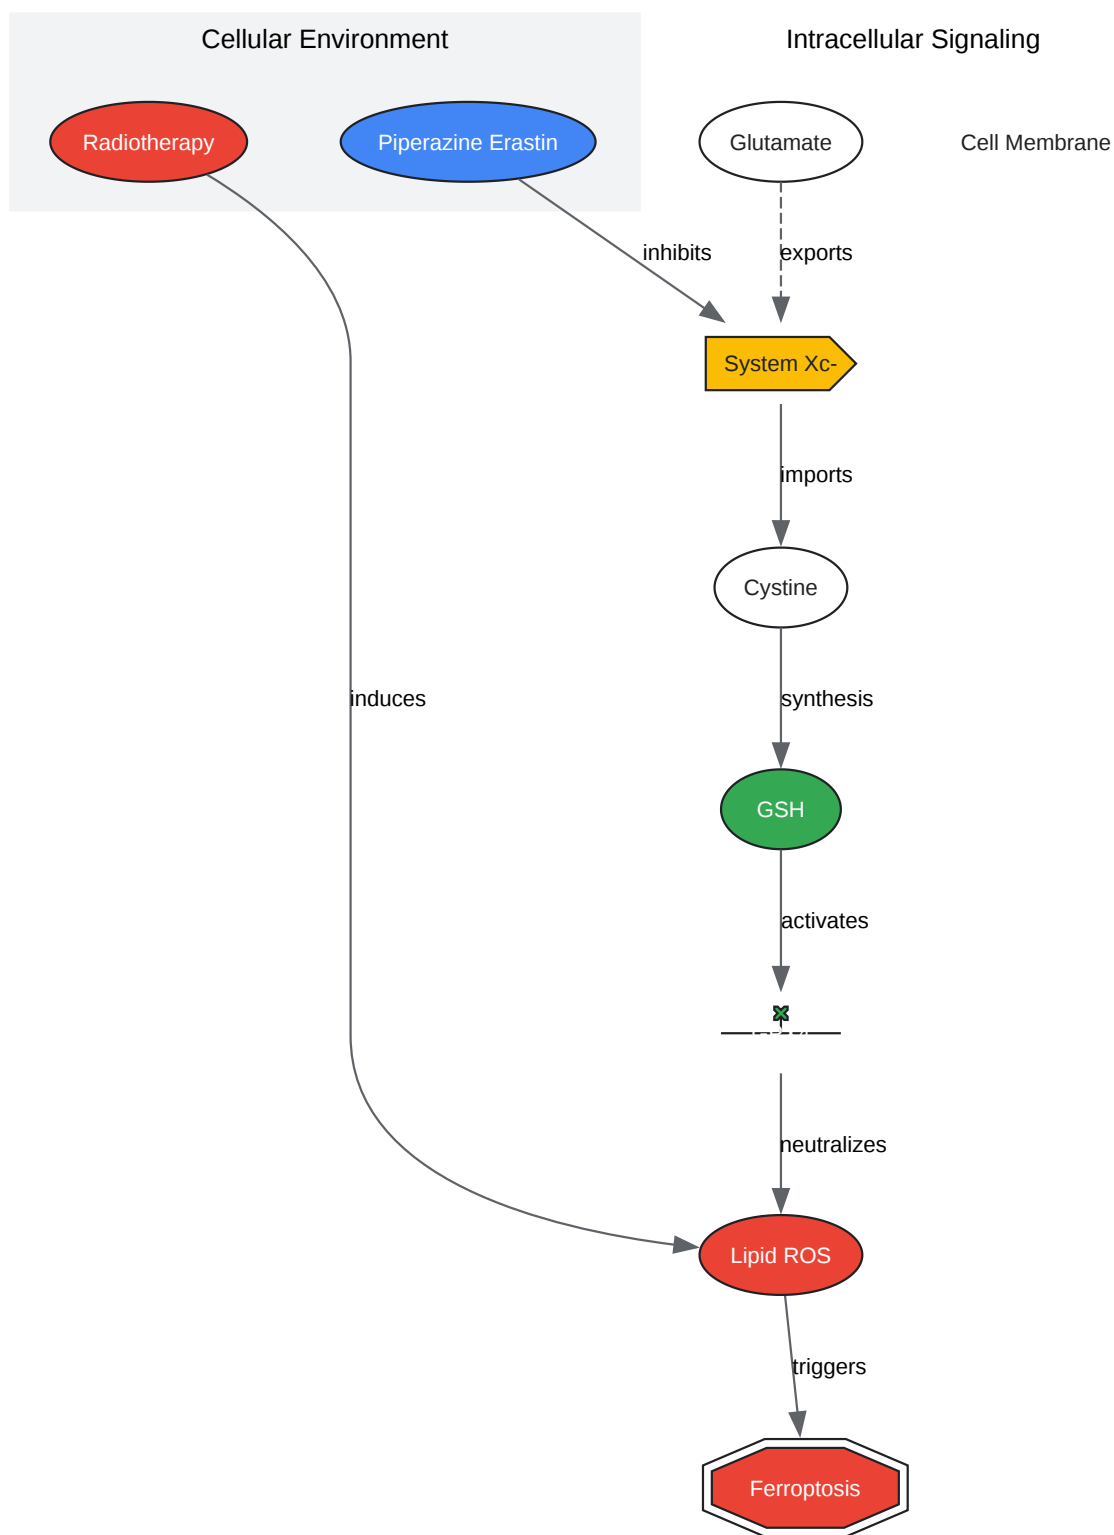 Cellular Environment
Intracellular Signaling
Radiotherapy
Piperazine Erastin
Glutamate
Cell Membrane
inhibits
exports
System Xc-
imports
Cystine
induces
synthesis
GSH
activates
neutralizes
Lipid ROS
triggers
Ferroptosis